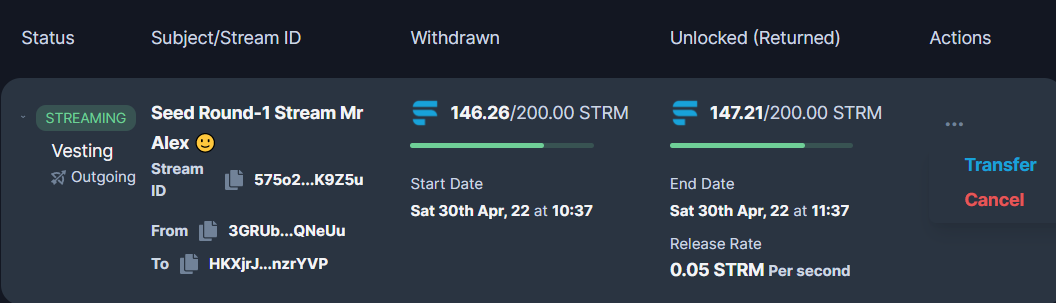 Status Subject/Stream ID Withdrawn Unlocked (Returned) Actions
STREAMING
Vesting
Outgoing
Seed Round-1 Stream Mr
Alex 🙂
Stream
ID
575o2...K9Z5u
From 3GRUb...QNeUu
To HKXjrJ...nzrYVP
146.26/200.00 STRM
Start Date
Sat 30th Apr, 22 at 10:37
147.21/200.00 STRM
End Date
Sat 30th Apr, 22 at 11:37
Release Rate
0.05 STRM Per second
...
Transfer
Cancel